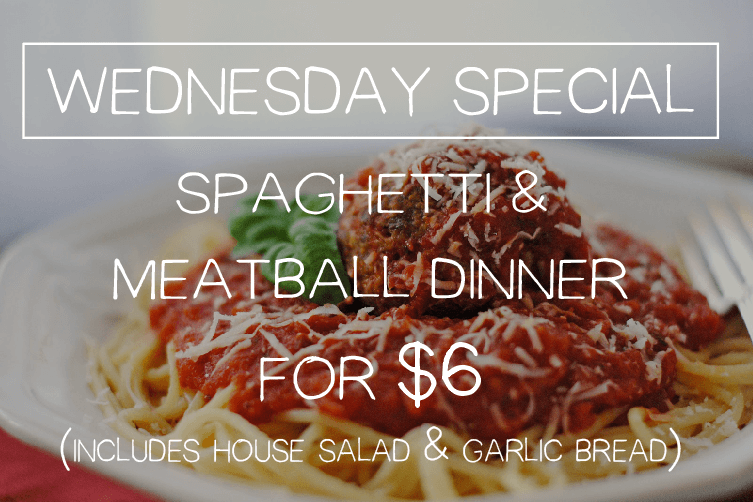 WEDNESDAY SPECIAL
SPAGHETTI &
MEATBALL DINNER
FOR $6
(INCLUDES HOUSE SALAD & GARLIC BREAD)